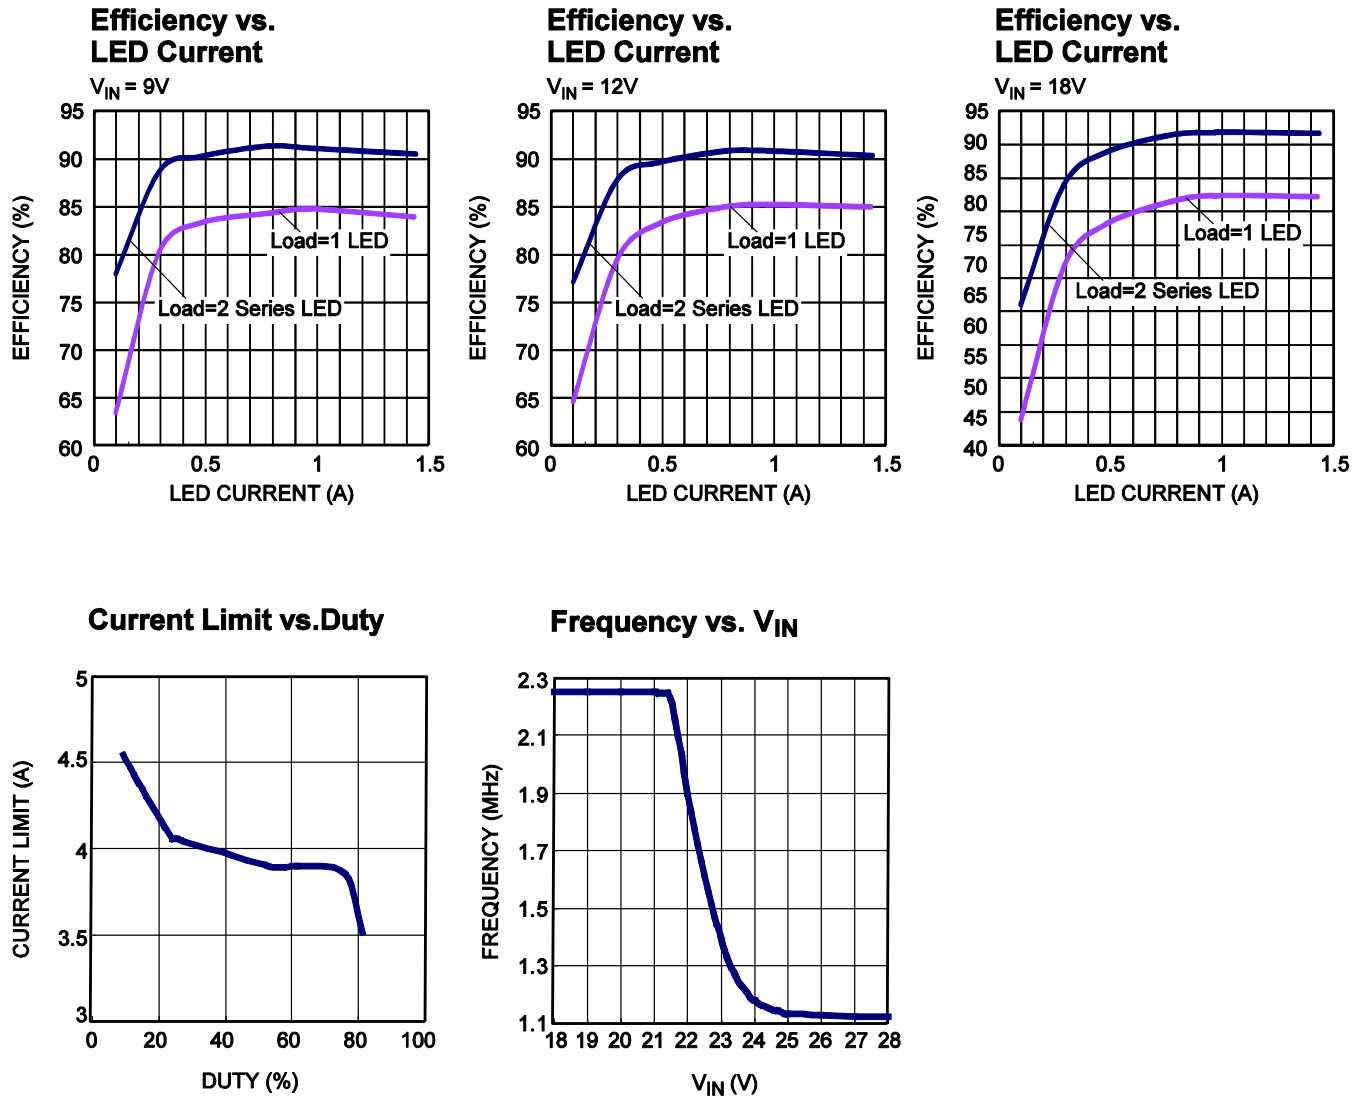 Efficiency vs.
LED Current
VIN = 9V
95
90
85
80
75
70
65
60
0
0.5
1
1.5
EFFICIENCY (%)
Load=1 LED
Load=2 Series LED
LED CURRENT (A)
Efficiency vs.
LED Current
VIN = 12V
95
90
85
80
75
70
65
60
0
0.5
1
1.5
EFFICIENCY (%)
Load=1 LED
Load=2 Series LED
LED CURRENT (A)
Efficiency vs.
LED Current
VIN = 18V
95
90
85
80
75
70
65
60
55
50
45
40
0
0.5
1
1.5
EFFICIENCY (%)
Load=1 LED
Load=2 Series LED
LED CURRENT (A)
Current Limit vs.Duty
5
4.5
4
3.5
3
0
20
40
60
80
100
CURRENT LIMIT (A)
DUTY (%)
Frequency vs. VIN
2.3
2.1
1.9
1.7
1.5
1.3
1.1
18 19 20 21 22 23 24 25 26 27 28
FREQUENCY (MHz)
VIN (V)